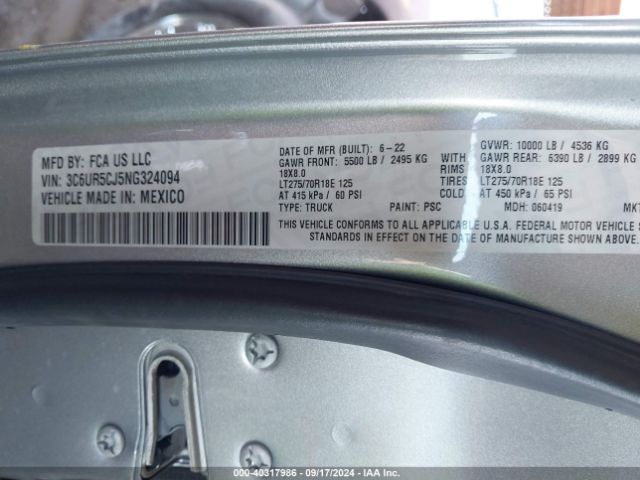 MFD BY: FCA US LLC
VIN: 3C6UR5CJ5NG324094
VEHICLE MADE IN: MEXICO
DATE OF MFR (BUILT): 6-22
GVWR: 10000 LB / 4536 KG
GAWR FRONT: 5500 LB / 2495 KG WITH GAWR REAR: 6390 LB / 2899 KG
18X8.0 RIMS 18X8.0
LT275/70R18E 125 TIRES LT275/70R18E 125
AT 415 kPa / 60 PSI COLD AT 450 kPa / 65 PSI
TYPE: TRUCK PAINT: PSC MDH: 060419 MKT
THIS VEHICLE CONFORMS TO ALL APPLICABLE U.S.A. FEDERAL MOTOR VEHICLE S
STANDARDS IN EFFECT ON THE DATE OF MANUFACTURE SHOWN ABOVE.
COPART - 40317986 - 09/17/2024 - IAA Inc.